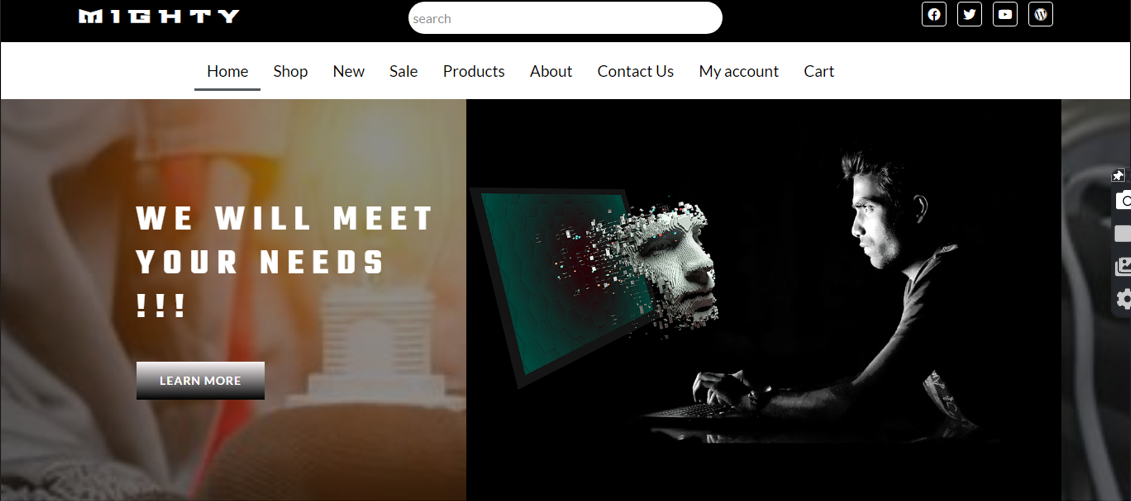 MIGHTY
search
Home Shop New Sale Products About Contact Us My account Cart
WE WILL MEET
YOUR NEEDS
!!!
LEARN MORE